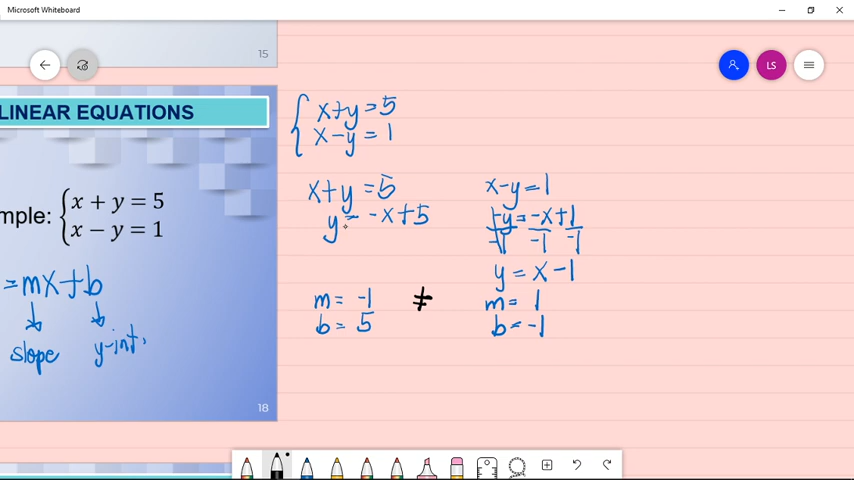 Microsoft Whiteboard
15
LS
LINEAR EQUATIONS
x + y = 5
x - y = 1
mple: { x + y = 5
x − y = 1
= mx + b
slope y-int.
18
x + y = 5
y = -x + 5
m = -1
b = 5
≠
x - y = 1
-y = -x + 1
-1 -1 -1
y = x - 1
m = 1
b = -1